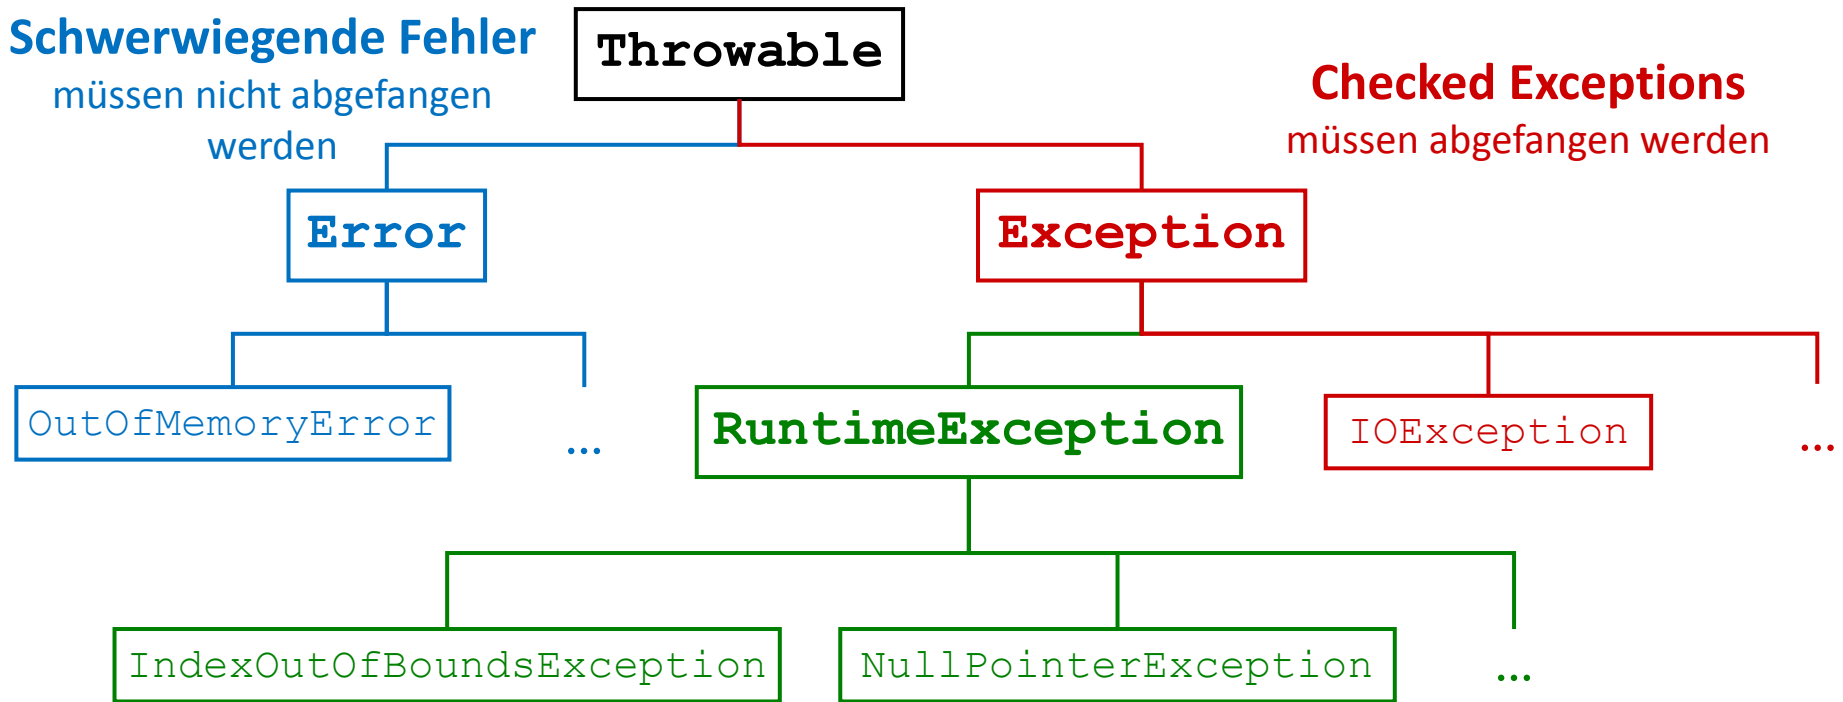 Schwerwiegende Fehler
müssen nicht abgefangen
werden
Throwable
Checked Exceptions
müssen abgefangen werden
Error
Exception
OutOfMemoryError
...
RuntimeException
IOException
...
IndexOutOfBoundsException
NullPointerException
...